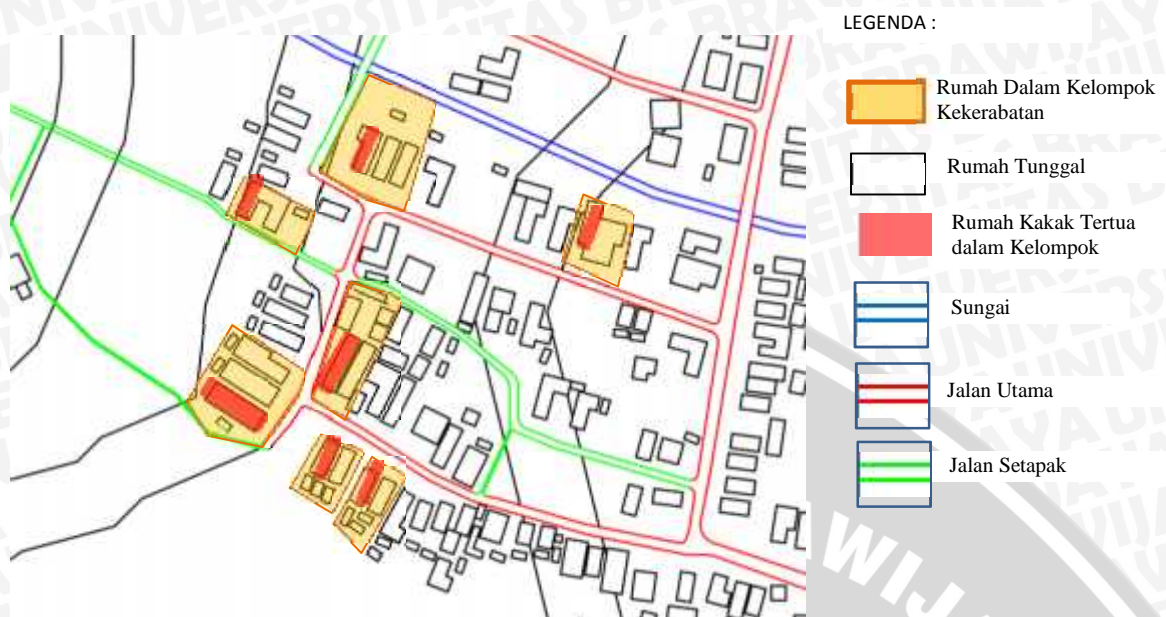 LEGENDA :
Rumah Dalam Kelompok
Kekerabatan
Rumah Tunggal
Rumah Kakak Tertua
dalam Kelompok
Sungai
Jalan Utama
Jalan Setapak